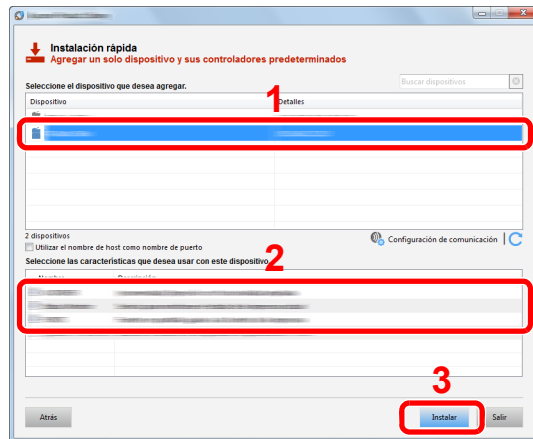 Instalación rápida
Agregar un solo dispositivo y sus controladores predeterminados
Buscar dispositivos
Seleccione el dispositivo que desea agregar.
1
Dispositivo Detalles
2 dispositivos
Configuración de comunicación
Utilizar el nombre de host como nombre de puerto
Seleccione las características que desea usar con este dispositivo
2
3
Atrás Instalar Salir